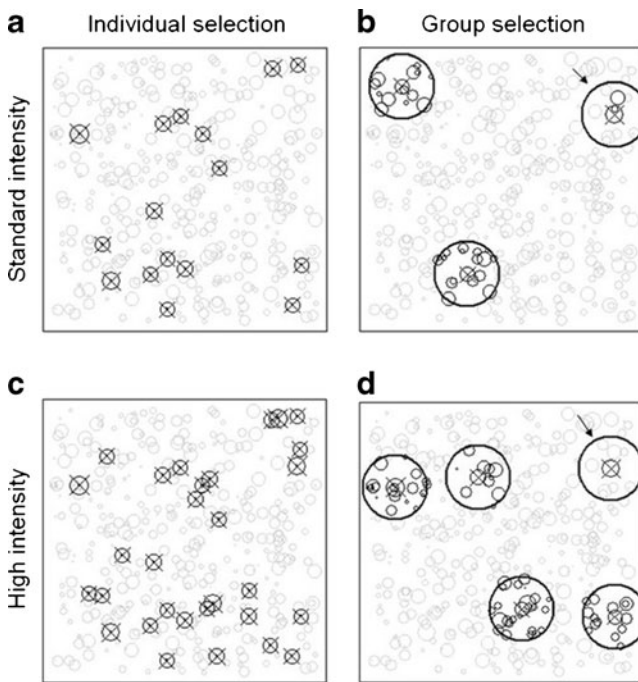 a Individual selection b Group selection
Standard intensity
c d
High intensity